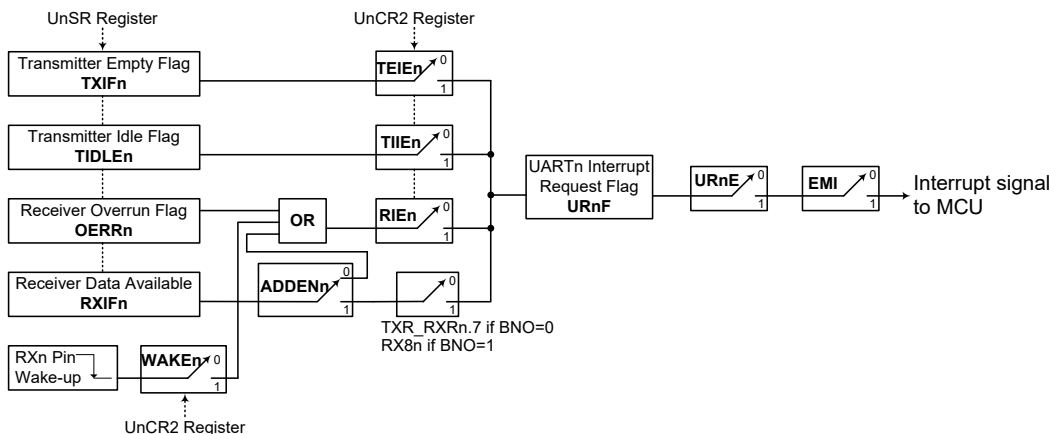 UnSR Register
UnCR2 Register
Transmitter Empty Flag
TXIFn
TEIEn
0
1
Transmitter Idle Flag
TIDLEn
TIIEn
0
1
UARTn Interrupt
Request Flag
URnF
URnE
0
1
EMI
0
1
Interrupt signal
to MCU
Receiver Overrun Flag
OERRn
OR
RIEn
0
1
Receiver Data Available
RXIFn
ADDENn
0
1
0
1
TXR_RXRn.7 if BNO=0
RX8n if BNO=1
RXn Pin
Wake-up
WAKEn
0
1
UnCR2 Register